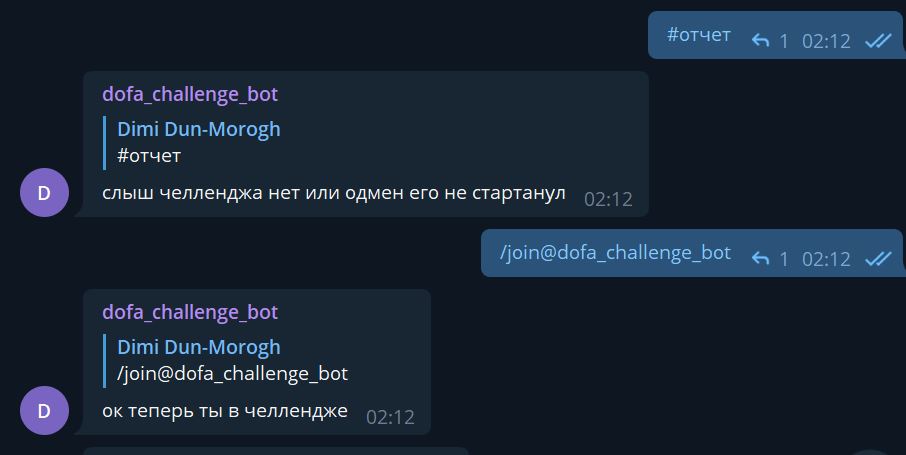 #отчет
1 02:12
dofa_challenge_bot
Dimi Dun-Morogh
#отчет
слыш челленджа нет или одмен его не стартанул 02:12
D
/join@dofa_challenge_bot 1 02:12
dofa_challenge_bot
Dimi Dun-Morogh
/join@dofa_challenge_bot
ок теперь ты в челлендже 02:12
D